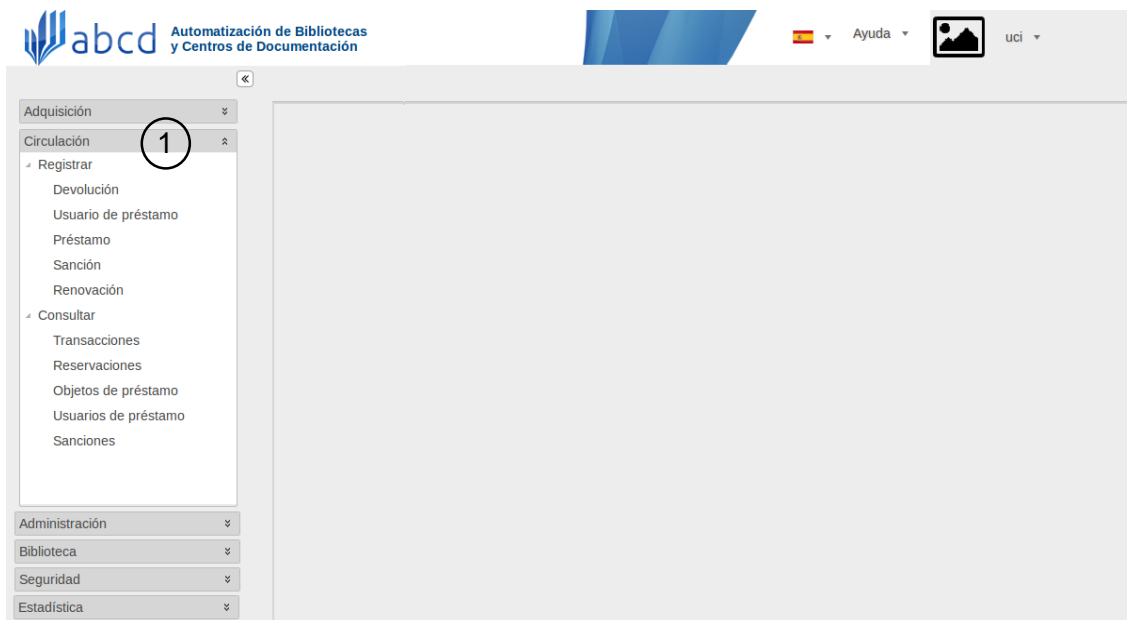 abcd
Automatización de Bibliotecas
y Centros de Documentación
Ayuda
uci
Adquisición
Circulación
1
Registrar
Devolución
Usuario de préstamo
Préstamo
Sanción
Renovación
Consultar
Transacciones
Reservaciones
Objetos de préstamo
Usuarios de préstamo
Sanciones
Administración
Biblioteca
Seguridad
Estadística